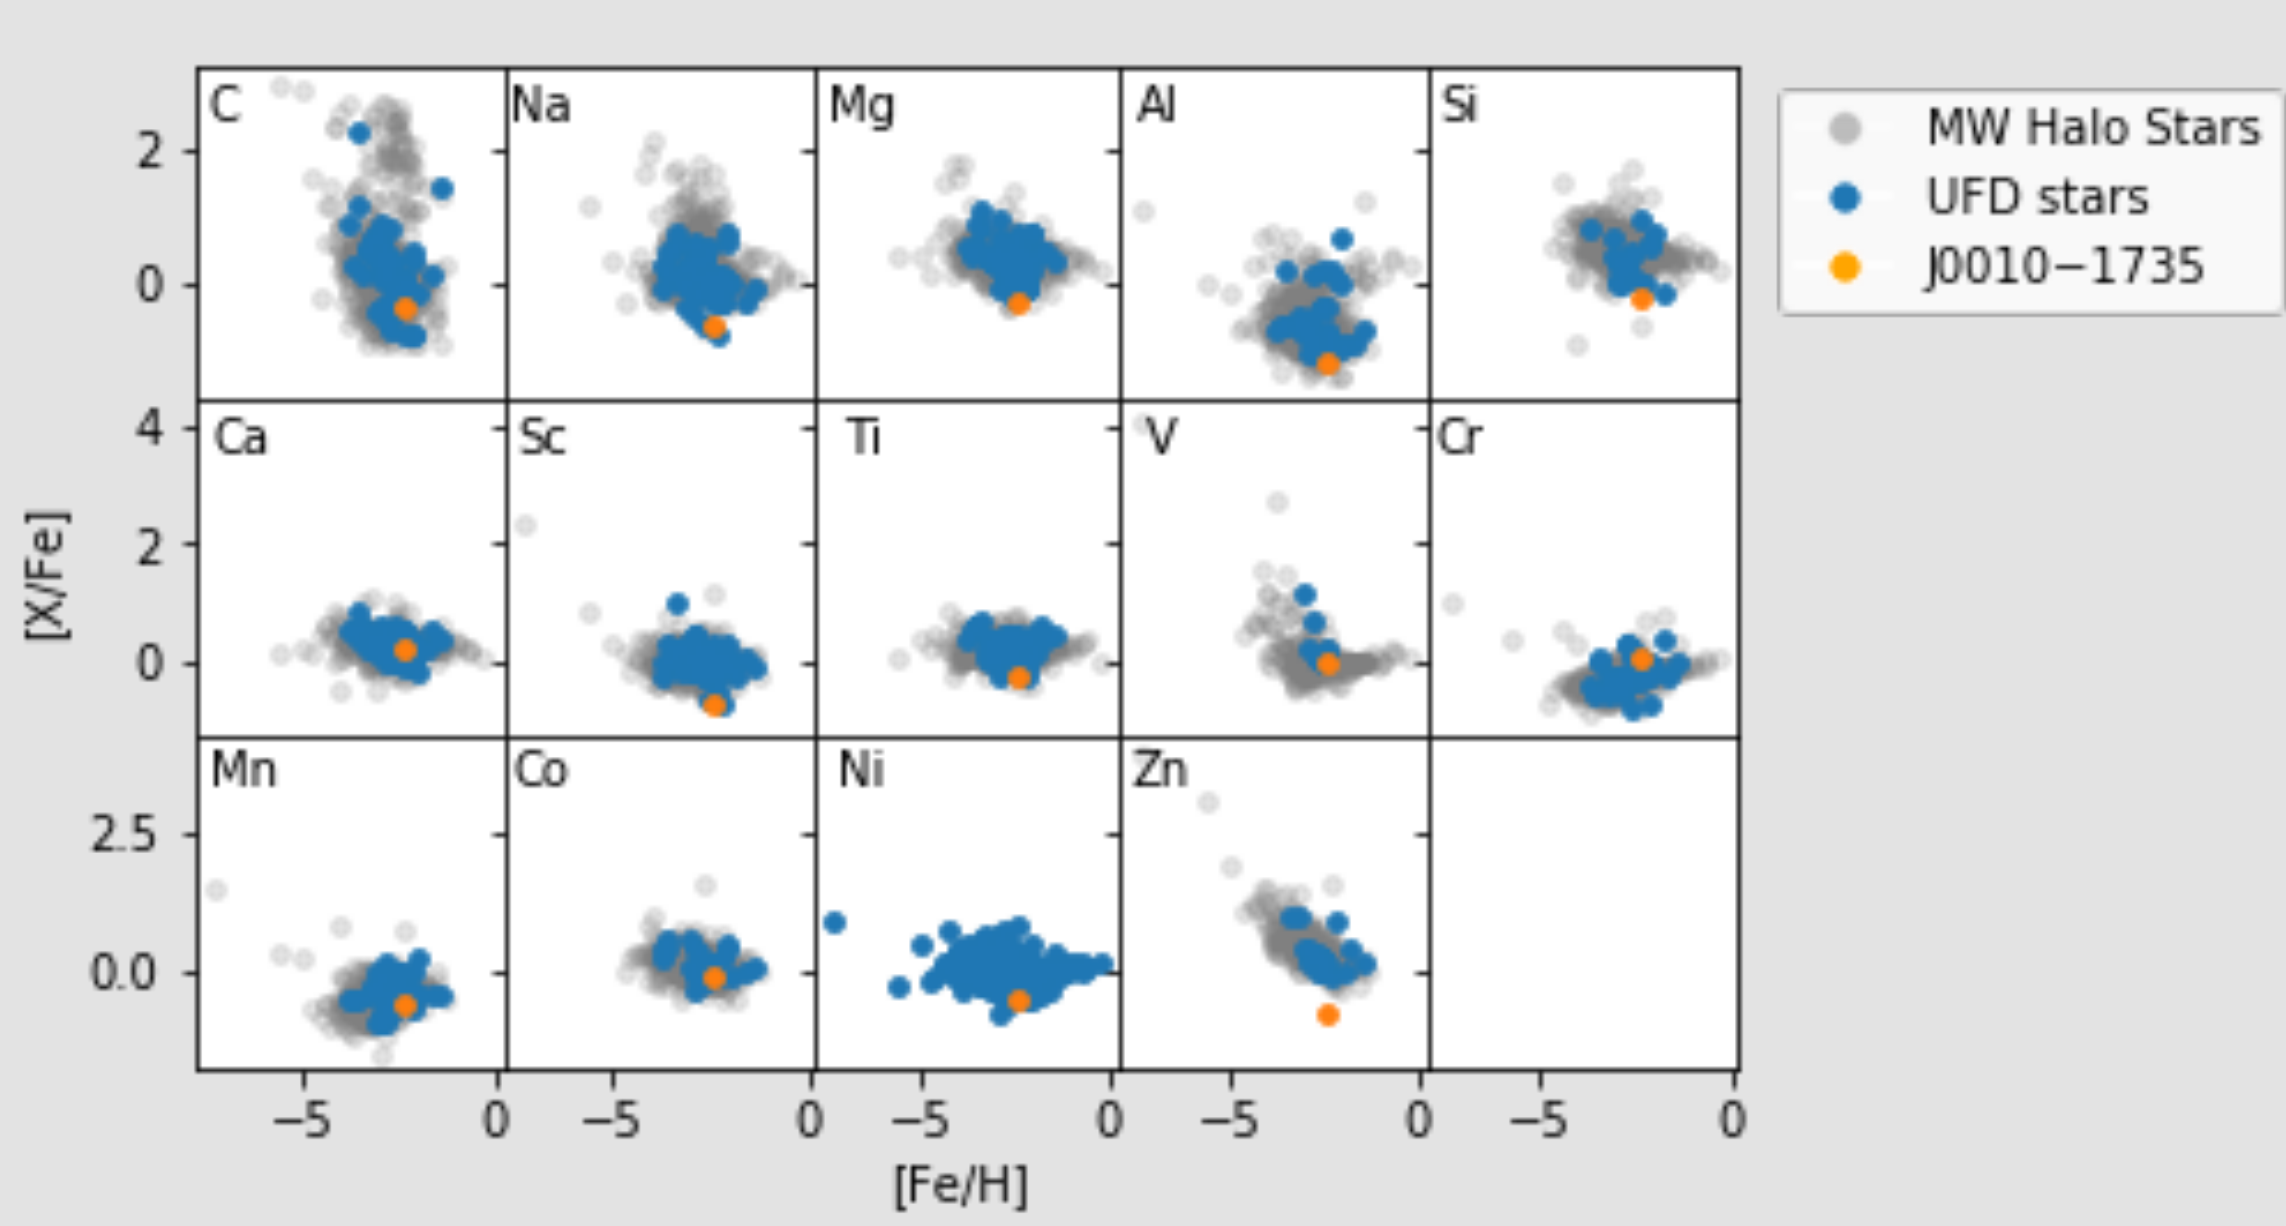 C Na Mg Al Si
MW Halo Stars
UFD stars
J0010−1735
2
0
Ca Sc Ti V Cr
4
2
0
[X/Fe]
Mn Co Ni Zn
2.5
0.0
−5 0 −5 0 −5 0 −5 0 −5 0
[Fe/H]